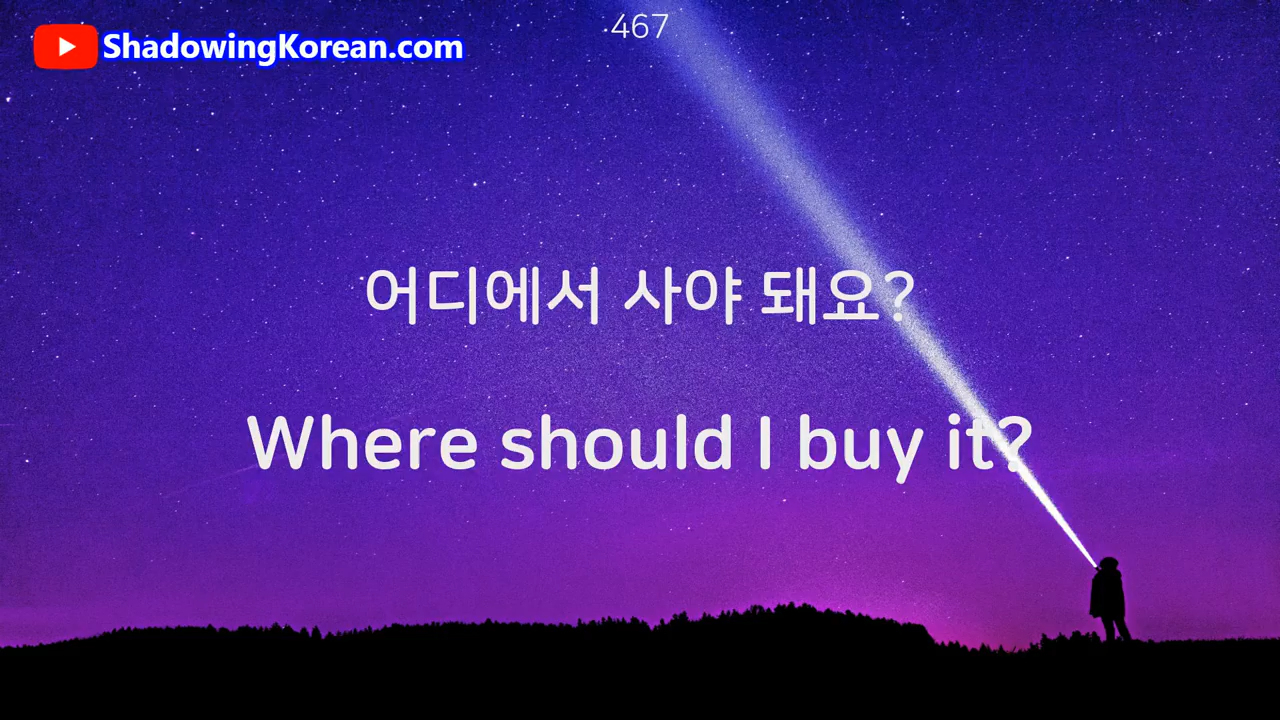 467
ShadowingKorean.com
어디에서 사야 돼요?
Where should I buy it?